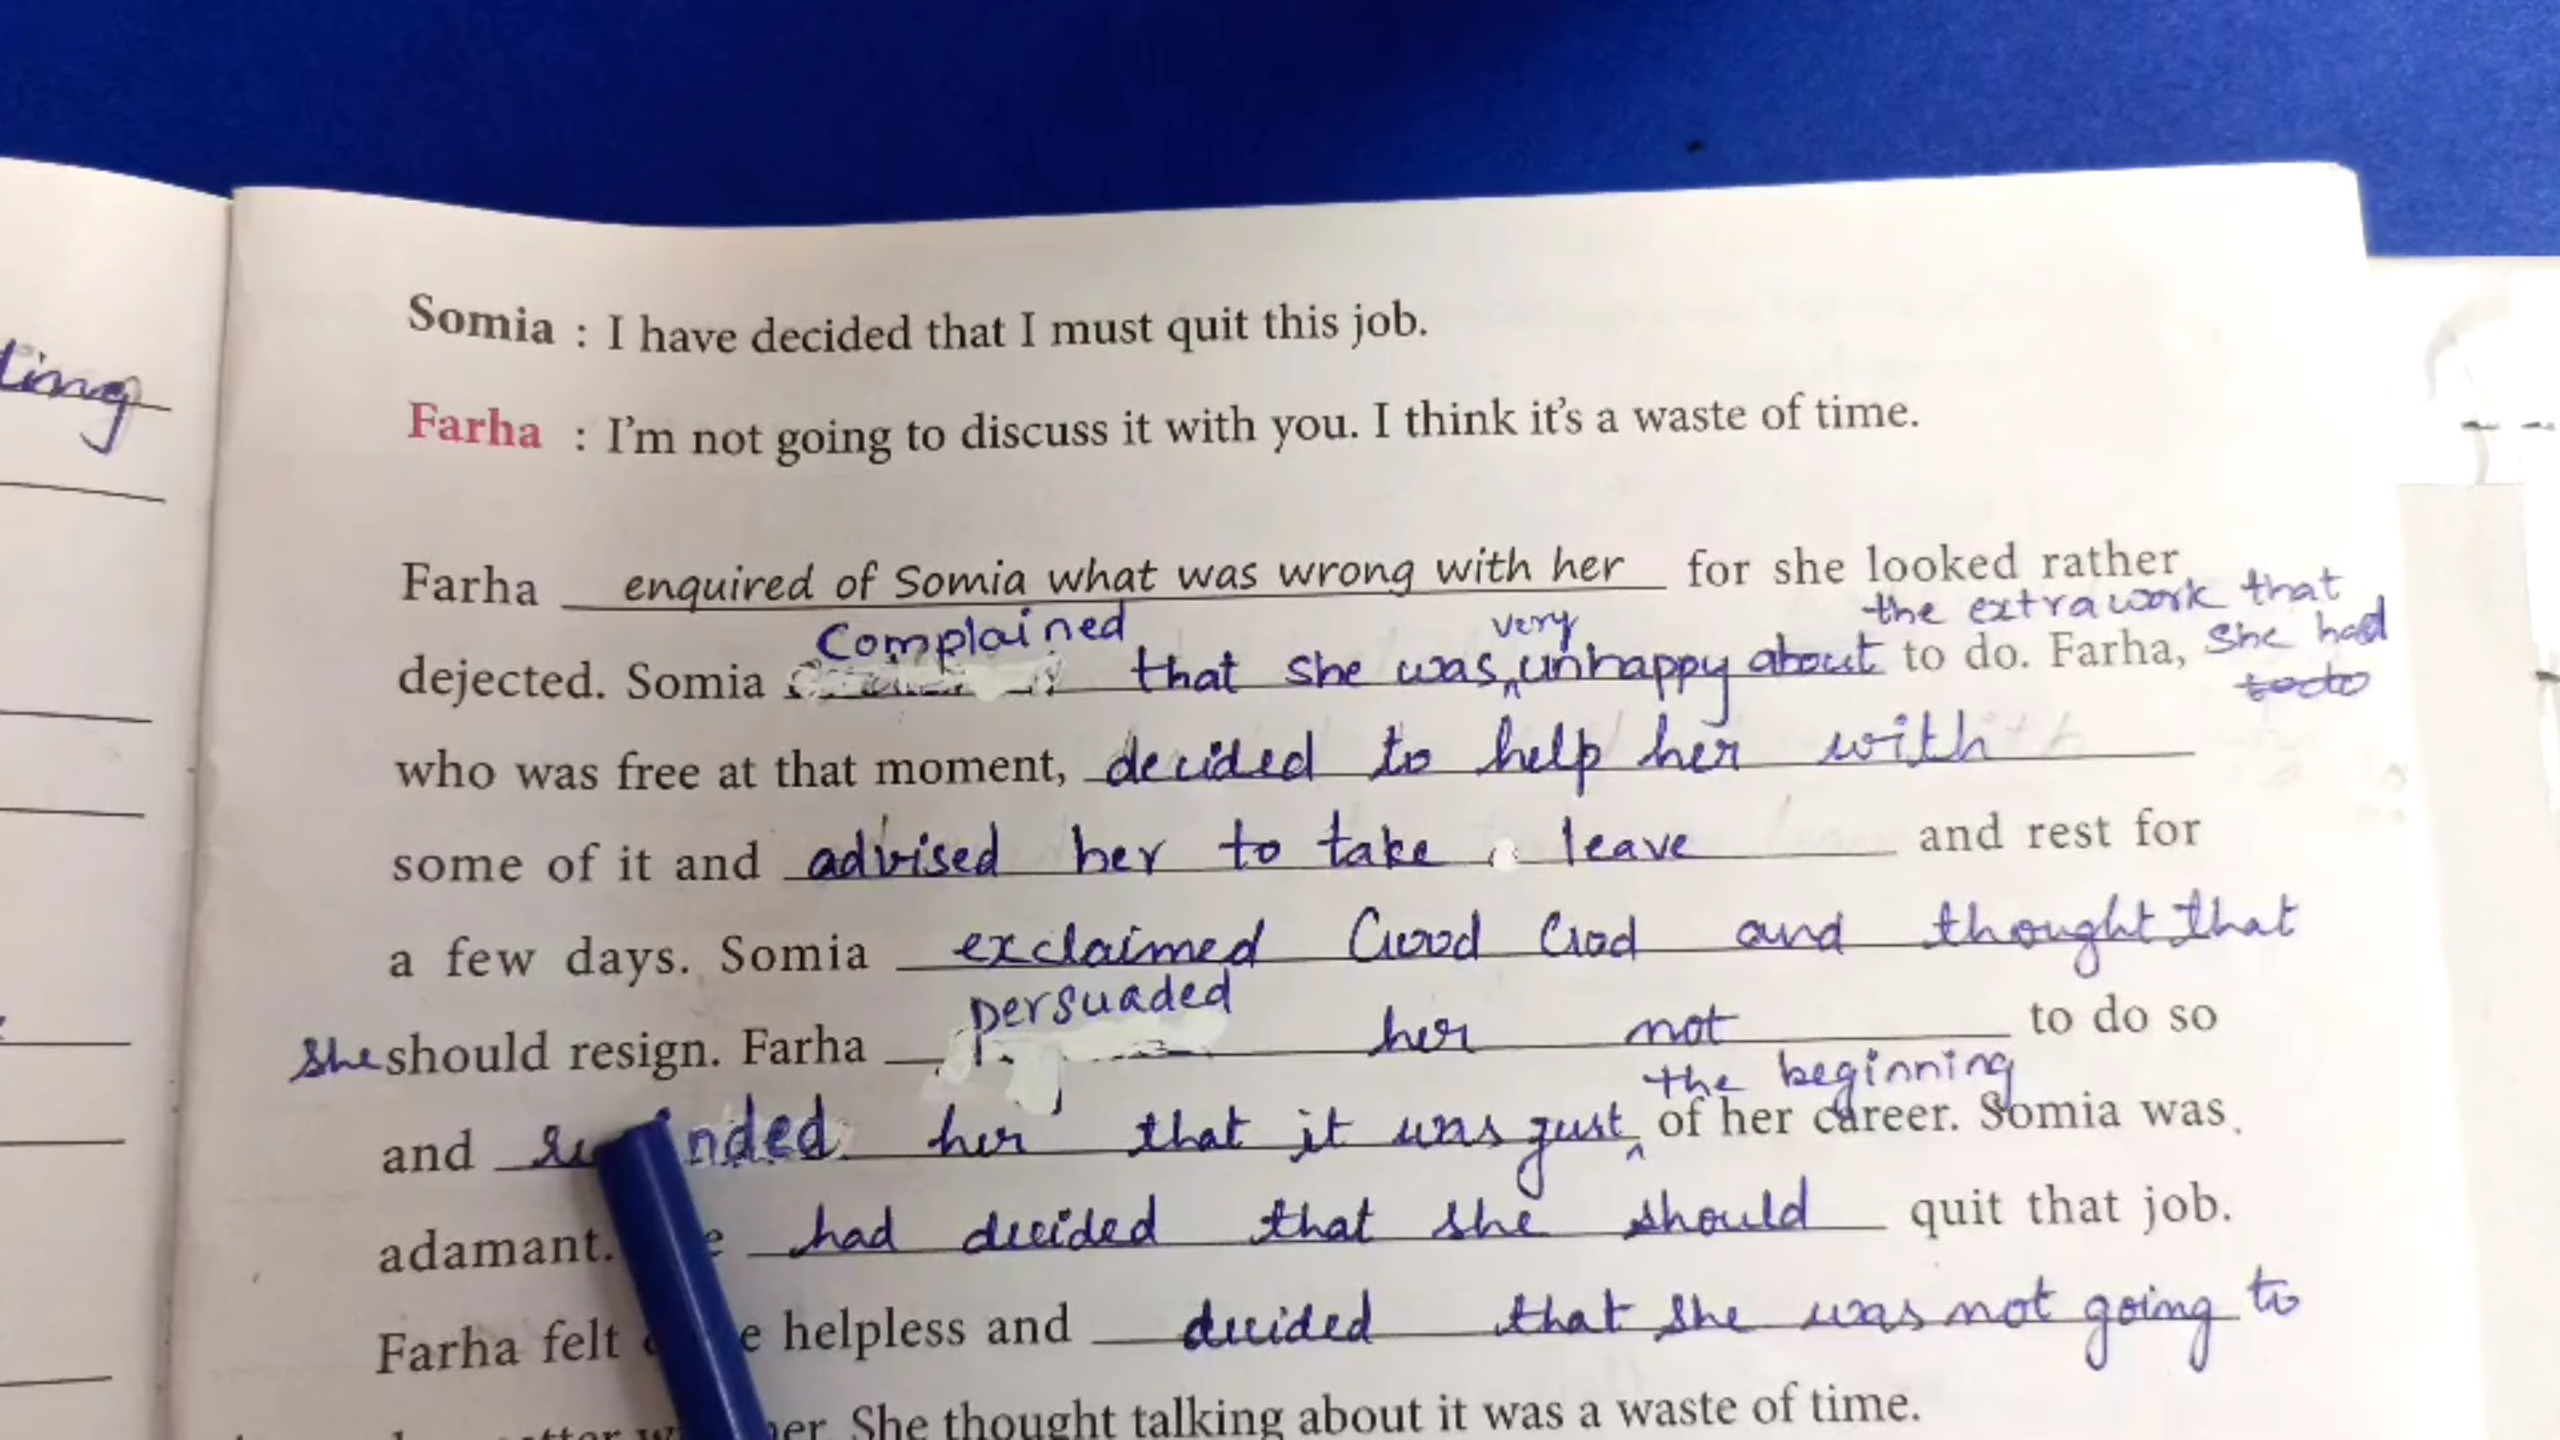 Somia : I have decided that I must quit this job.
ting
Farha : I'm not going to discuss it with you. I think it's a waste of time.
Farha enquired of Somia what was wrong with her for she looked rather
the extra work that
Complained very she had
dejected. Somia that she was unhappy about to do. Farha,
to do
who was free at that moment, decided to help her with
some of it and advised her to take leave and rest for
a few days. Somia exclaimed Good God and thought that
persuaded
She should resign. Farha her not to do so
the beginning
and her that it was just of her career. Somia was
adamant. had decided that she should quit that job.
Farha felt helpless and decided that she was not going to
She thought talking about it was a waste of time.